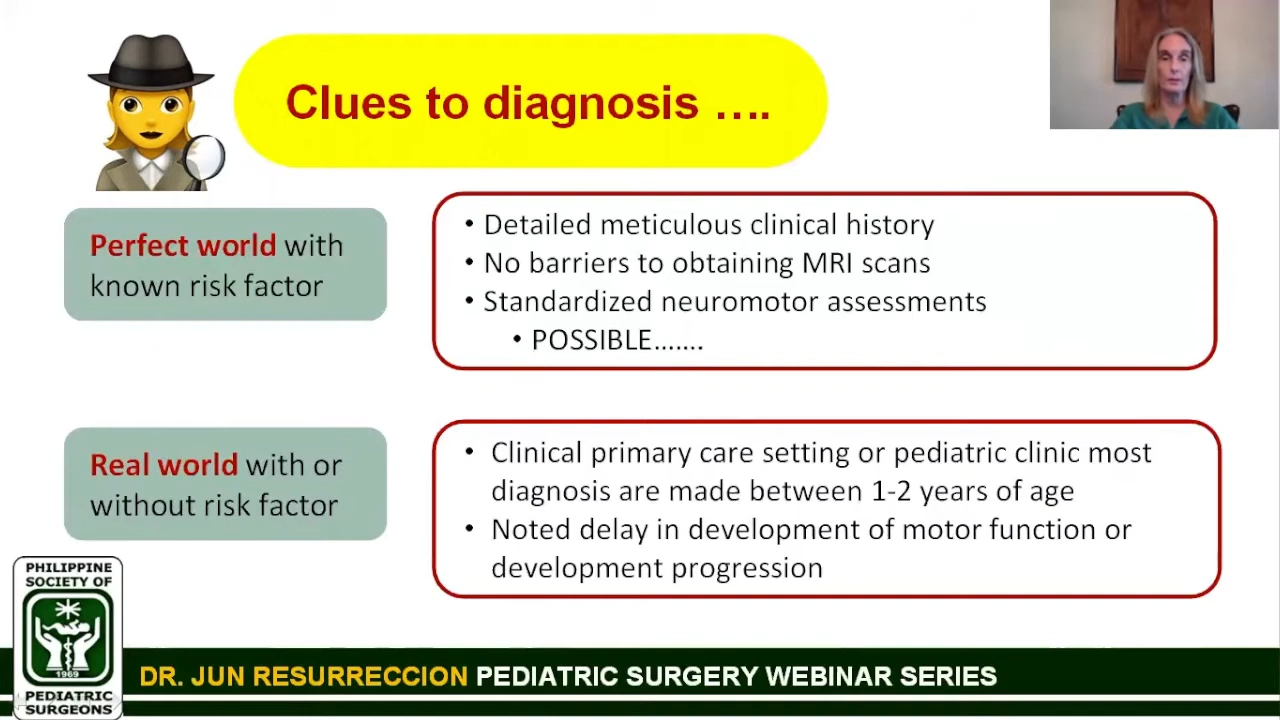 Clues to diagnosis ....
Perfect world with
known risk factor
• Detailed meticulous clinical history
• No barriers to obtaining MRI scans
• Standardized neuromotor assessments
• POSSIBLE.......
Real world with or
without risk factor
• Clinical primary care setting or pediatric clinic most
diagnosis are made between 1-2 years of age
• Noted delay in development of motor function or
development progression
PHILIPPINE
SOCIETY OF
1969
PEDIATRIC
SURGEONS
DR. JUN RESURRECCION PEDIATRIC SURGERY WEBINAR SERIES